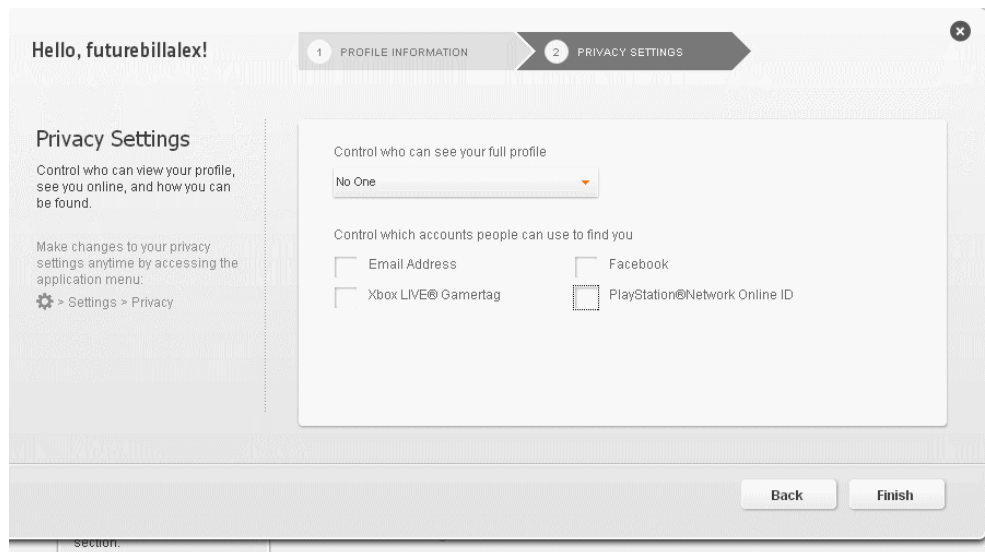 Hello, futurebillalex!
1 PROFILE INFORMATION
2 PRIVACY SETTINGS
Privacy Settings
Control who can view your profile,
see you online, and how you can
be found.
Make changes to your privacy
settings anytime by accessing the
application menu:
> Settings > Privacy
Control who can see your full profile
No One
Control which accounts people can use to find you
Email Address
Facebook
Xbox LIVE® Gamertag
PlayStation®Network Online ID
Back
Finish
section.